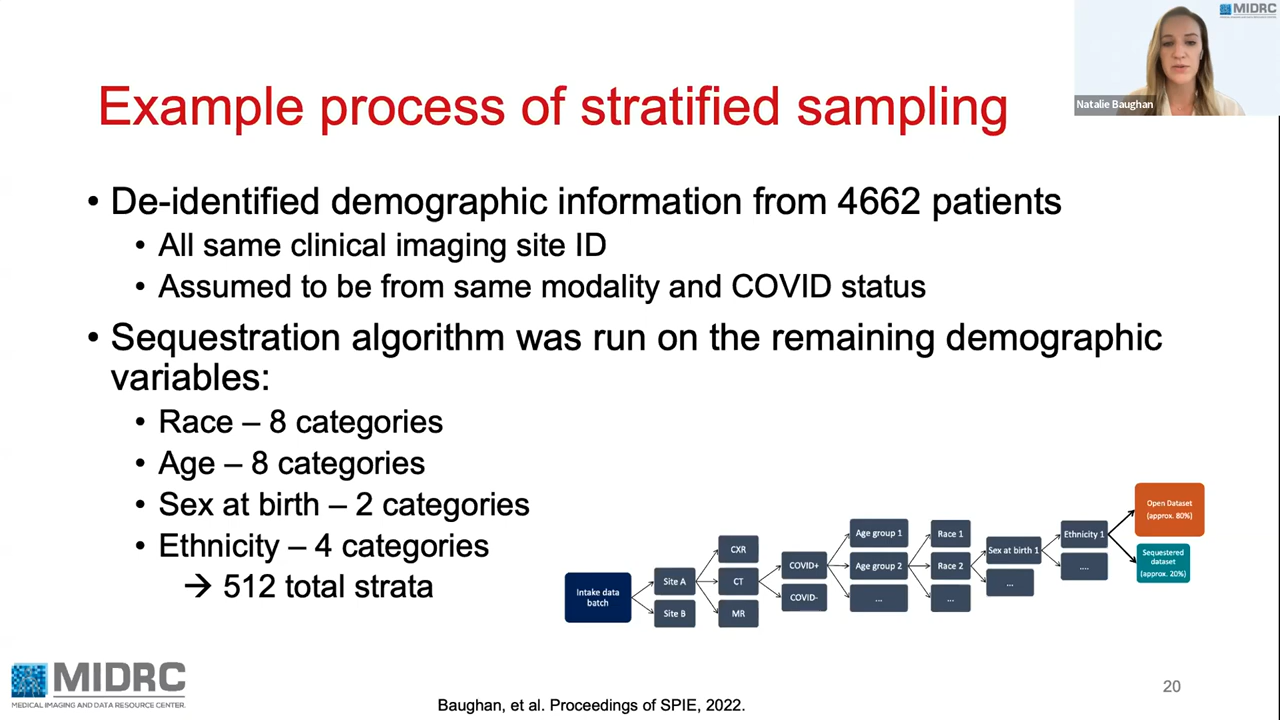 MIDRC
Natalie Baughan
Example process of stratified sampling
• De-identified demographic information from 4662 patients
• All same clinical imaging site ID
• Assumed to be from same modality and COVID status
• Sequestration algorithm was run on the remaining demographic
variables:
• Race – 8 categories
• Age – 8 categories
• Sex at birth – 2 categories
• Ethnicity – 4 categories
→ 512 total strata
Intake data
batch
Site A
Site B
CXR
CT
MR
COVID+
COVID-
Age group 1
Age group 2
...
Race 1
Race 2
...
Sex at birth 1
...
Ethnicity 1
....
Open Dataset
(approx. 80%)
Sequestered
dataset
(approx. 20%)
MIDRC
MEDICAL IMAGING AND DATA RESOURCE CENTER.
Baughan, et al. Proceedings of SPIE, 2022.
20